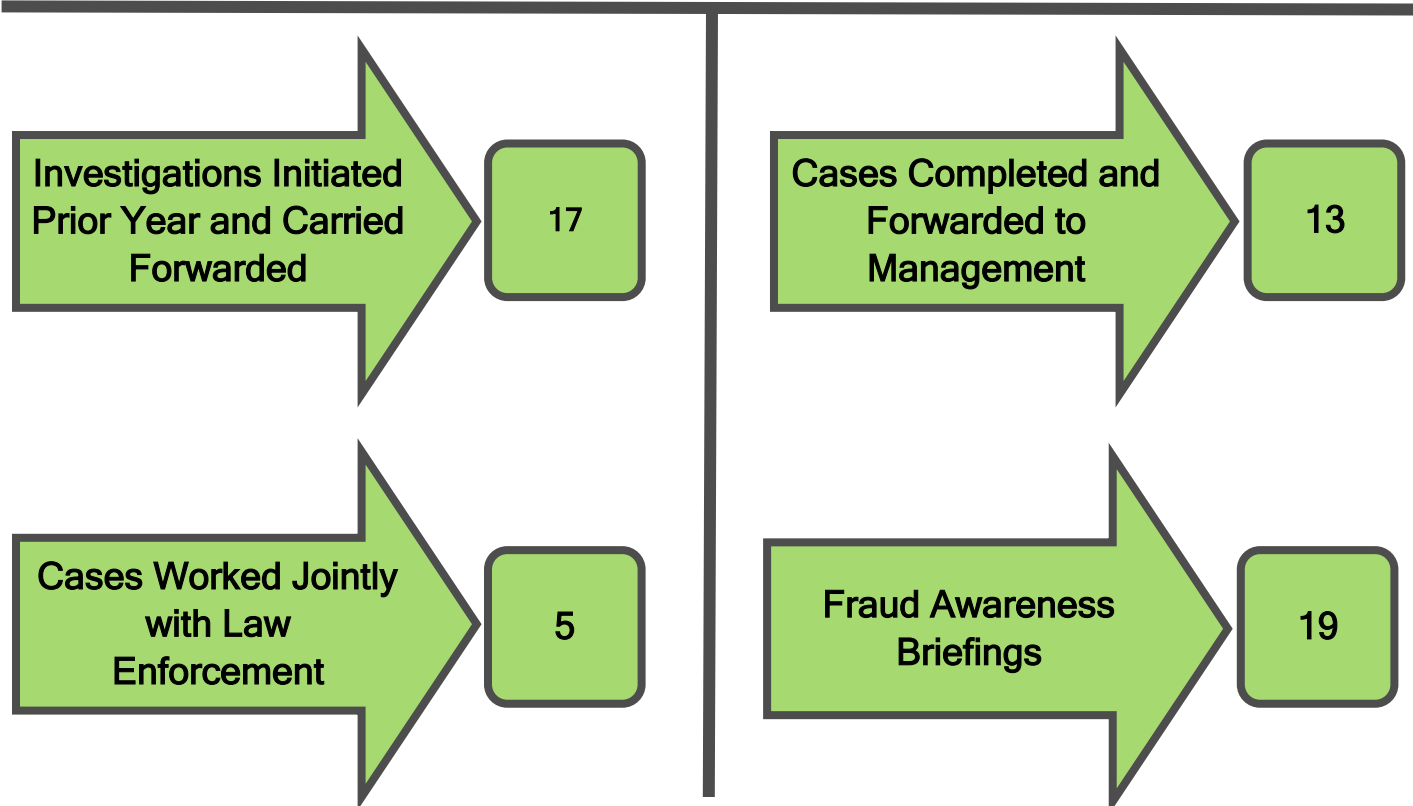 Investigations Initiated
Prior Year and Carried
Forwarded
17
Cases Completed and
Forwarded to
Management
13
Cases Worked Jointly
with Law
Enforcement
5
Fraud Awareness
Briefings
19